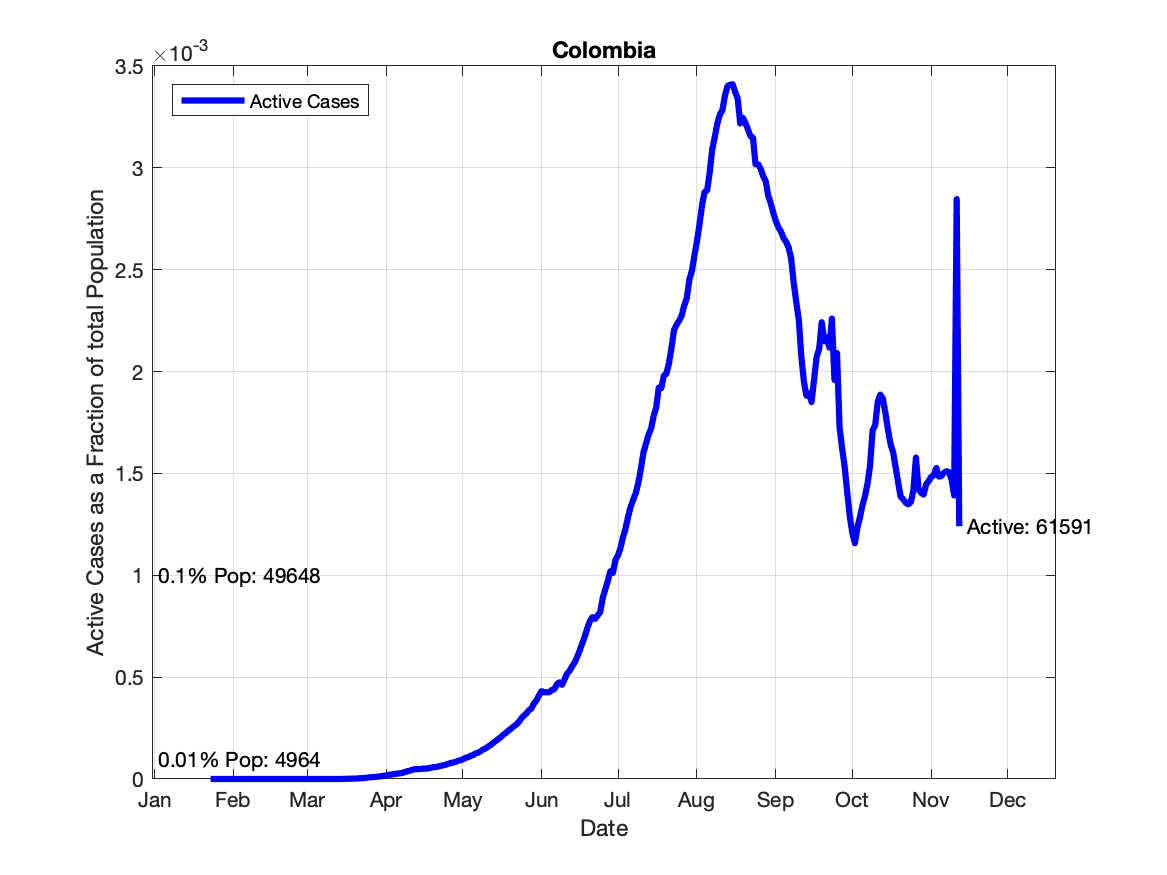 Colombia
×10-3
Active Cases
3.5
3
2.5
2
1.5
1
0.5
0
Active Cases as a Fraction of total Population
0.1% Pop: 49648
0.01% Pop: 4964
Active: 61591
Jan Feb Mar Apr May Jun Jul Aug Sep Oct Nov Dec
Date